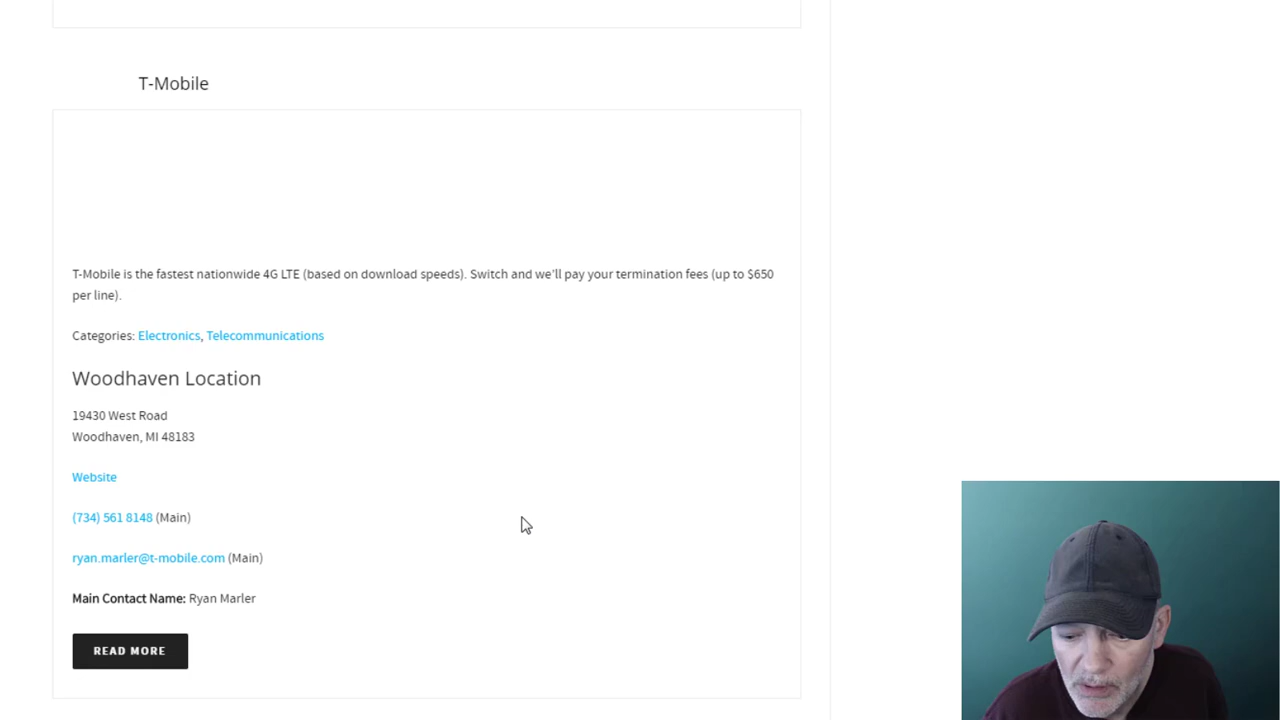 T-Mobile
T-Mobile is the fastest nationwide 4G LTE (based on download speeds). Switch and we'll pay your termination fees (up to $650
per line).
Categories: Electronics, Telecommunications
Woodhaven Location
19430 West Road
Woodhaven, MI 48183
Website
(734) 561 8148 (Main)
ryan.marler@t-mobile.com (Main)
Main Contact Name: Ryan Marler
READ MORE